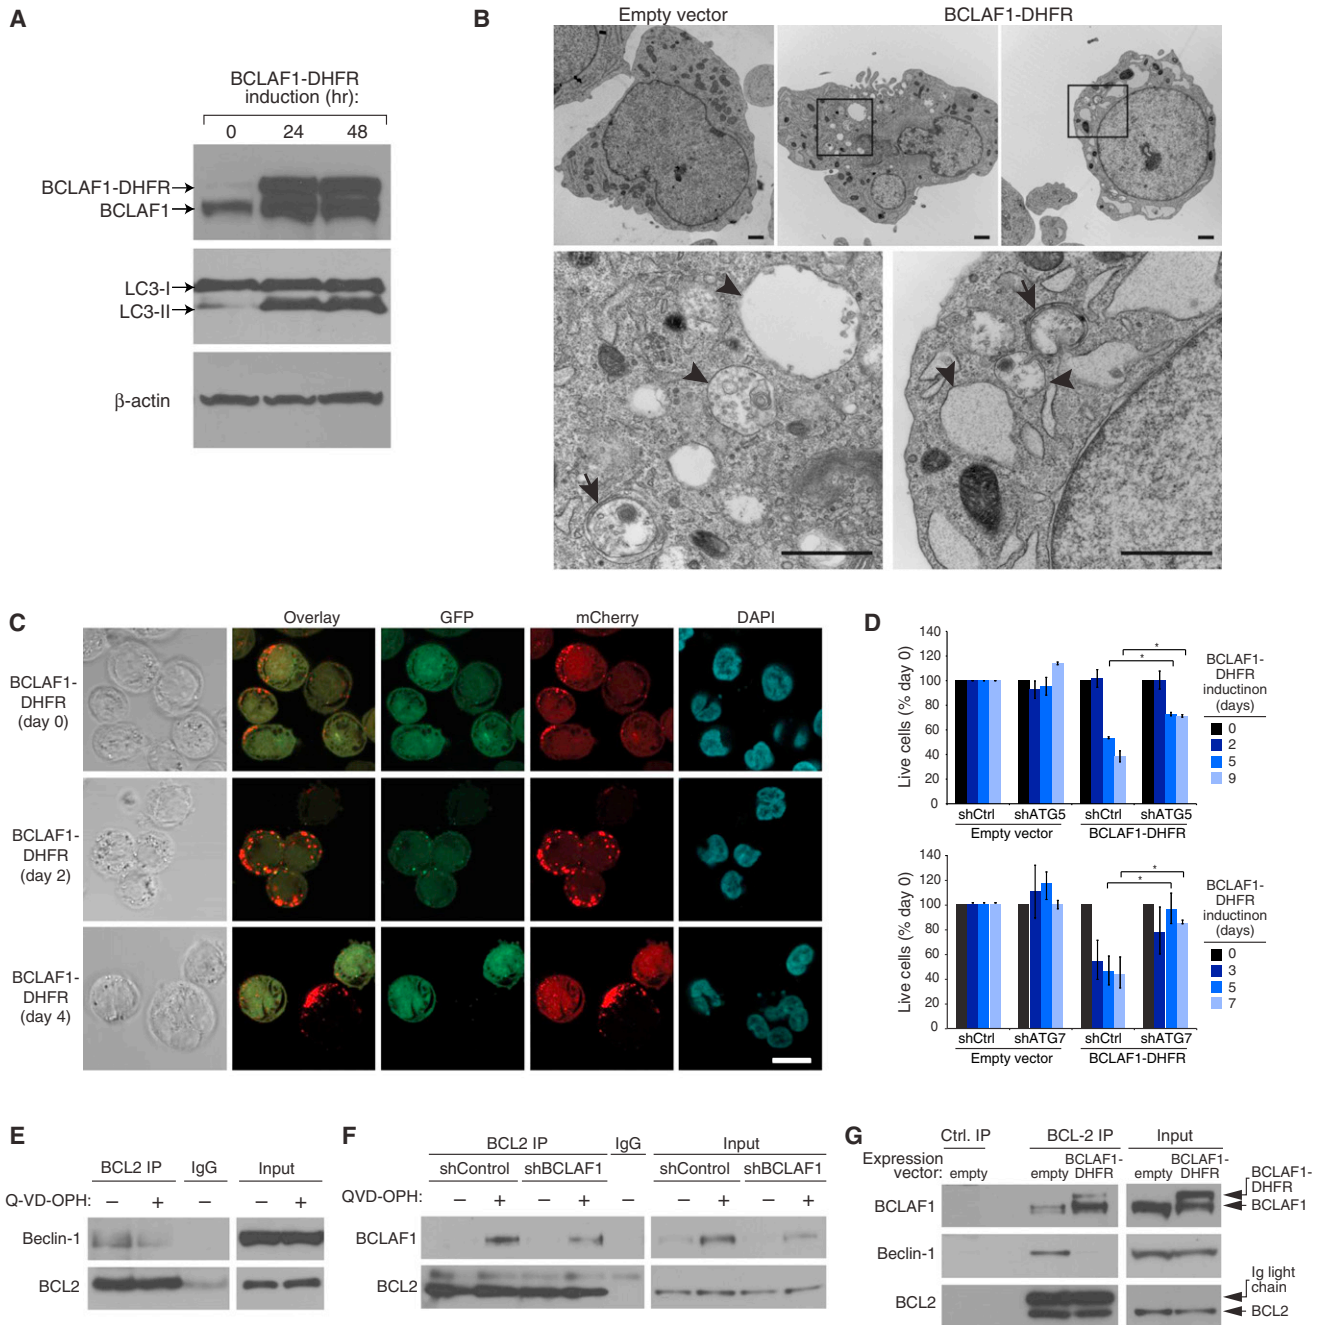 A
BCLAF1-DHFR
induction (hr):
0 24 48
BCLAF1-DHFR
BCLAF1
LC3-I
LC3-II
β-actin
B
Empty vector
BCLAF1-DHFR
C
Overlay GFP mCherry DAPI
BCLAF1-
DHFR
(day 0)
BCLAF1-
DHFR
(day 2)
BCLAF1-
DHFR
(day 4)
D
Live cells (% day 0)
140
120
100
80
60
40
20
0
* *
shCtrl shATG5 shCtrl shATG5
Empty vector BCLAF1-DHFR
BCLAF1-
DHFR
inductinon
(days)
0
2
5
9
Live cells (% day 0)
140
120
100
80
60
40
20
0
* *
shCtrl shATG7 shCtrl shATG7
Empty vector BCLAF1-DHFR
BCLAF1-
DHFR
inductinon
(days)
0
3
5
7
E
BCL2 IP IgG Input
Q-VD-OPH: − + − − +
Beclin-1
BCL2
F
BCL2 IP IgG Input
shControl shBCLAF1 shControl shBCLAF1
QVD-OPH: − + − + − − + − +
BCLAF1
BCL2
G
Ctrl. IP BCL-2 IP Input
Expression
vector:
empty empty BCLAF1-
DHFR
empty BCLAF1-
DHFR
BCLAF1
BCLAF1-
DHFR
BCLAF1
Beclin-1
BCL2
Ig light
chain
BCL2